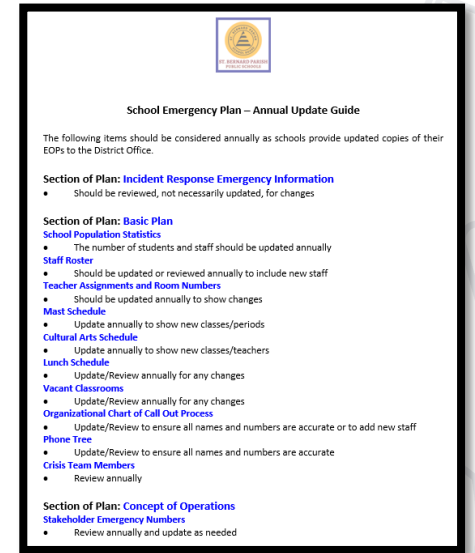 ST. BERNARD PARISH
PUBLIC SCHOOLS
School Emergency Plan – Annual Update Guide
The following items should be considered annually as schools provide updated copies of their
EOPs to the District Office.
Section of Plan: Incident Response Emergency Information
• Should be reviewed, not necessarily updated, for changes
Section of Plan: Basic Plan
School Population Statistics
• The number of students and staff should be updated annually
Staff Roster
• Should be updated or reviewed annually to include new staff
Teacher Assignments and Room Numbers
• Should be updated annually to show changes
Mast Schedule
• Update annually to show new classes/periods
Cultural Arts Schedule
• Update annually to show new classes/teachers
Lunch Schedule
• Update/Review annually for any changes
Vacant Classrooms
• Update/Review annually for any changes
Organizational Chart of Call Out Process
• Update/Review to ensure all names and numbers are accurate or to add new staff
Phone Tree
• Update/Review to ensure all names and numbers are accurate
Crisis Team Members
• Review annually
Section of Plan: Concept of Operations
Stakeholder Emergency Numbers
• Review annually and update as needed